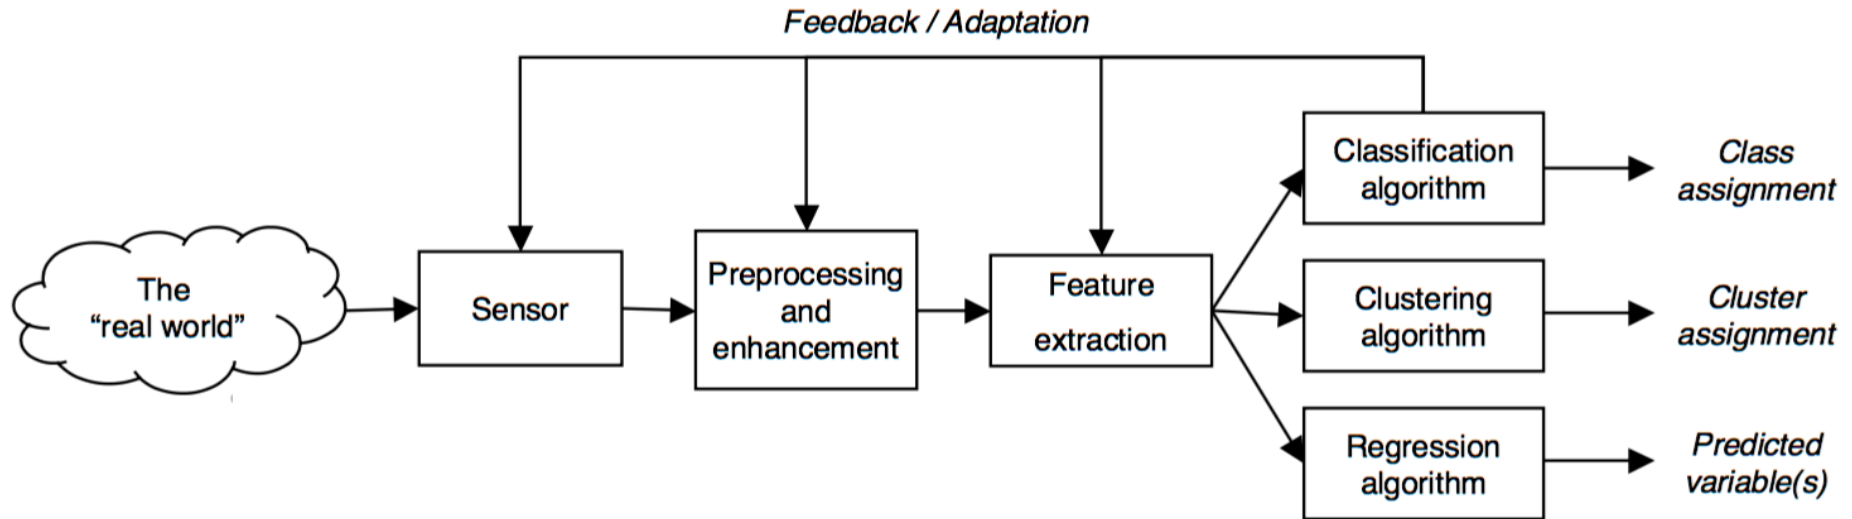 Feedback / Adaptation
The
“real world”
Sensor
Preprocessing
and
enhancement
Feature
extraction
Classification
algorithm
Class
assignment
Clustering
algorithm
Cluster
assignment
Regression
algorithm
Predicted
variable(s)